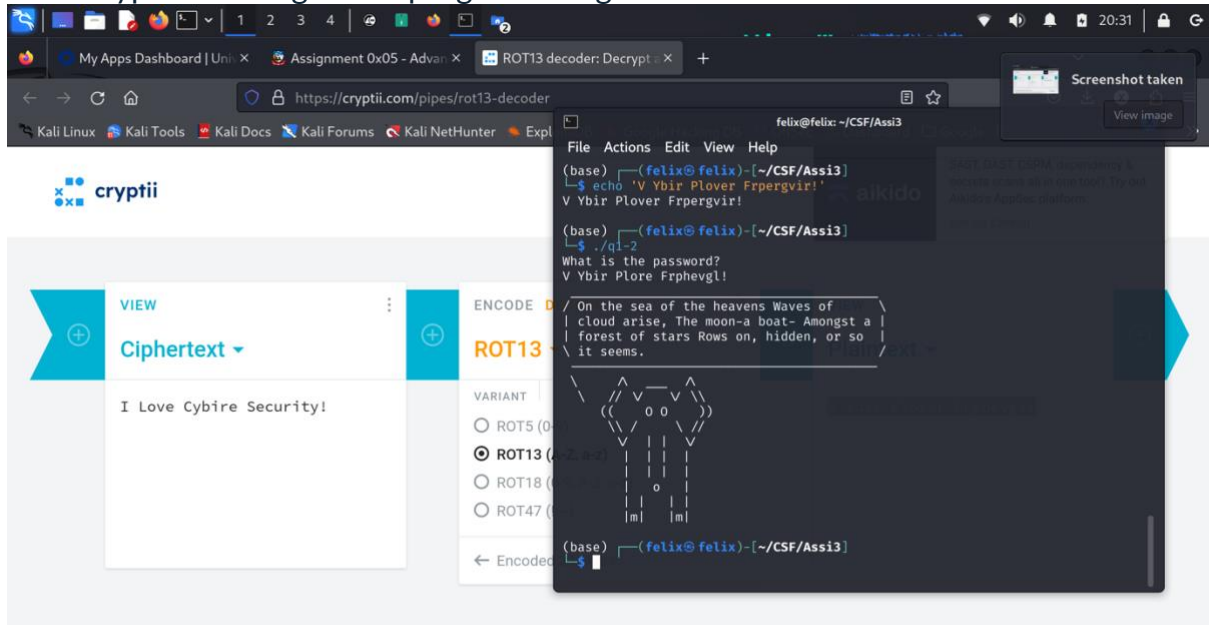 1 2 3 4
2
20:31
My Apps Dashboard | Univ
Assignment 0x05 - Advan
ROT13 decoder: Decrypt a
Screenshot taken
View image
https://cryptii.com/pipes/rot13-decoder
Kali Linux Kali Tools Kali Docs Kali Forums Kali NetHunter Expl
cryptii
aikido
VIEW
Ciphertext
I Love Cybire Security!
ENCODE D
ROT13
VARIANT
ROT5 (0-
ROT13 (A-Z, a-z)
ROT18 (
ROT47 (
← Encoded
felix@felix: ~/CSF/Assi3
File Actions Edit View Help
(base) ┌──(felix㉿felix)-[~/CSF/Assi3]
└─$ echo 'V Ybir Plover Frpergvir!'
V Ybir Plover Frpergvir!
(base) ┌──(felix㉿felix)-[~/CSF/Assi3]
└─$ ./q1-2
What is the password?
V Ybir Plore Frphevgl!
/ On the sea of the heavens Waves of \
| cloud arise, The moon-a boat- Amongst a |
| forest of stars Rows on, hidden, or so |
\ it seems. /
(( o o ))
o
|m| |m|
(base) ┌──(felix㉿felix)-[~/CSF/Assi3]
└─$